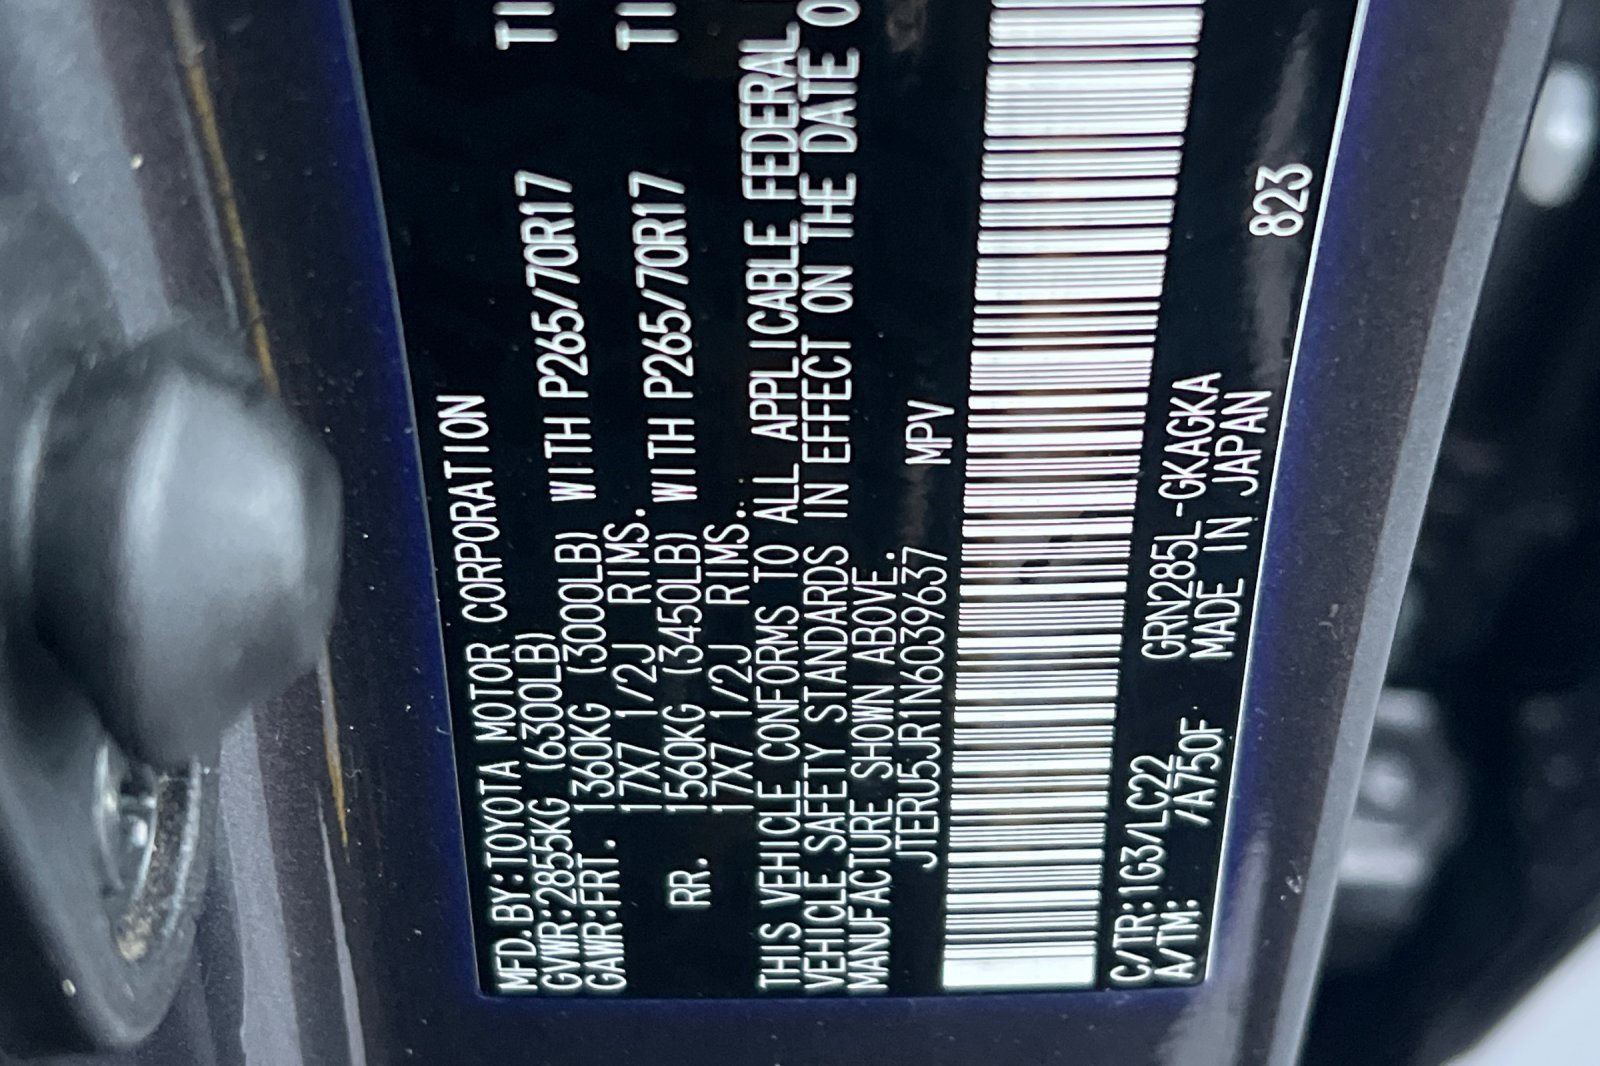 MFD.BY:TOYOTA MOTOR CORPORATION
GVWR:2855KG (6300LB)
GAWR:FRT. 1360KG (3000LB) WITH P265/70R17 TI
17X7 1/2J RIMS.
RR. 1560KG (3450LB) WITH P265/70R17 TI
17X7 1/2J RIMS.
THIS VEHICLE CONFORMS TO ALL APPLICABLE FEDERAL
VEHICLE SAFETY STANDARDS IN EFFECT ON THE DATE O
MANUFACTURE SHOWN ABOVE.
JTERU5JR1N6039637 MPV
C/TR:1G3/LC22 GRN285L-GKAGKA
A/TM: /A750F MADE IN JAPAN 823